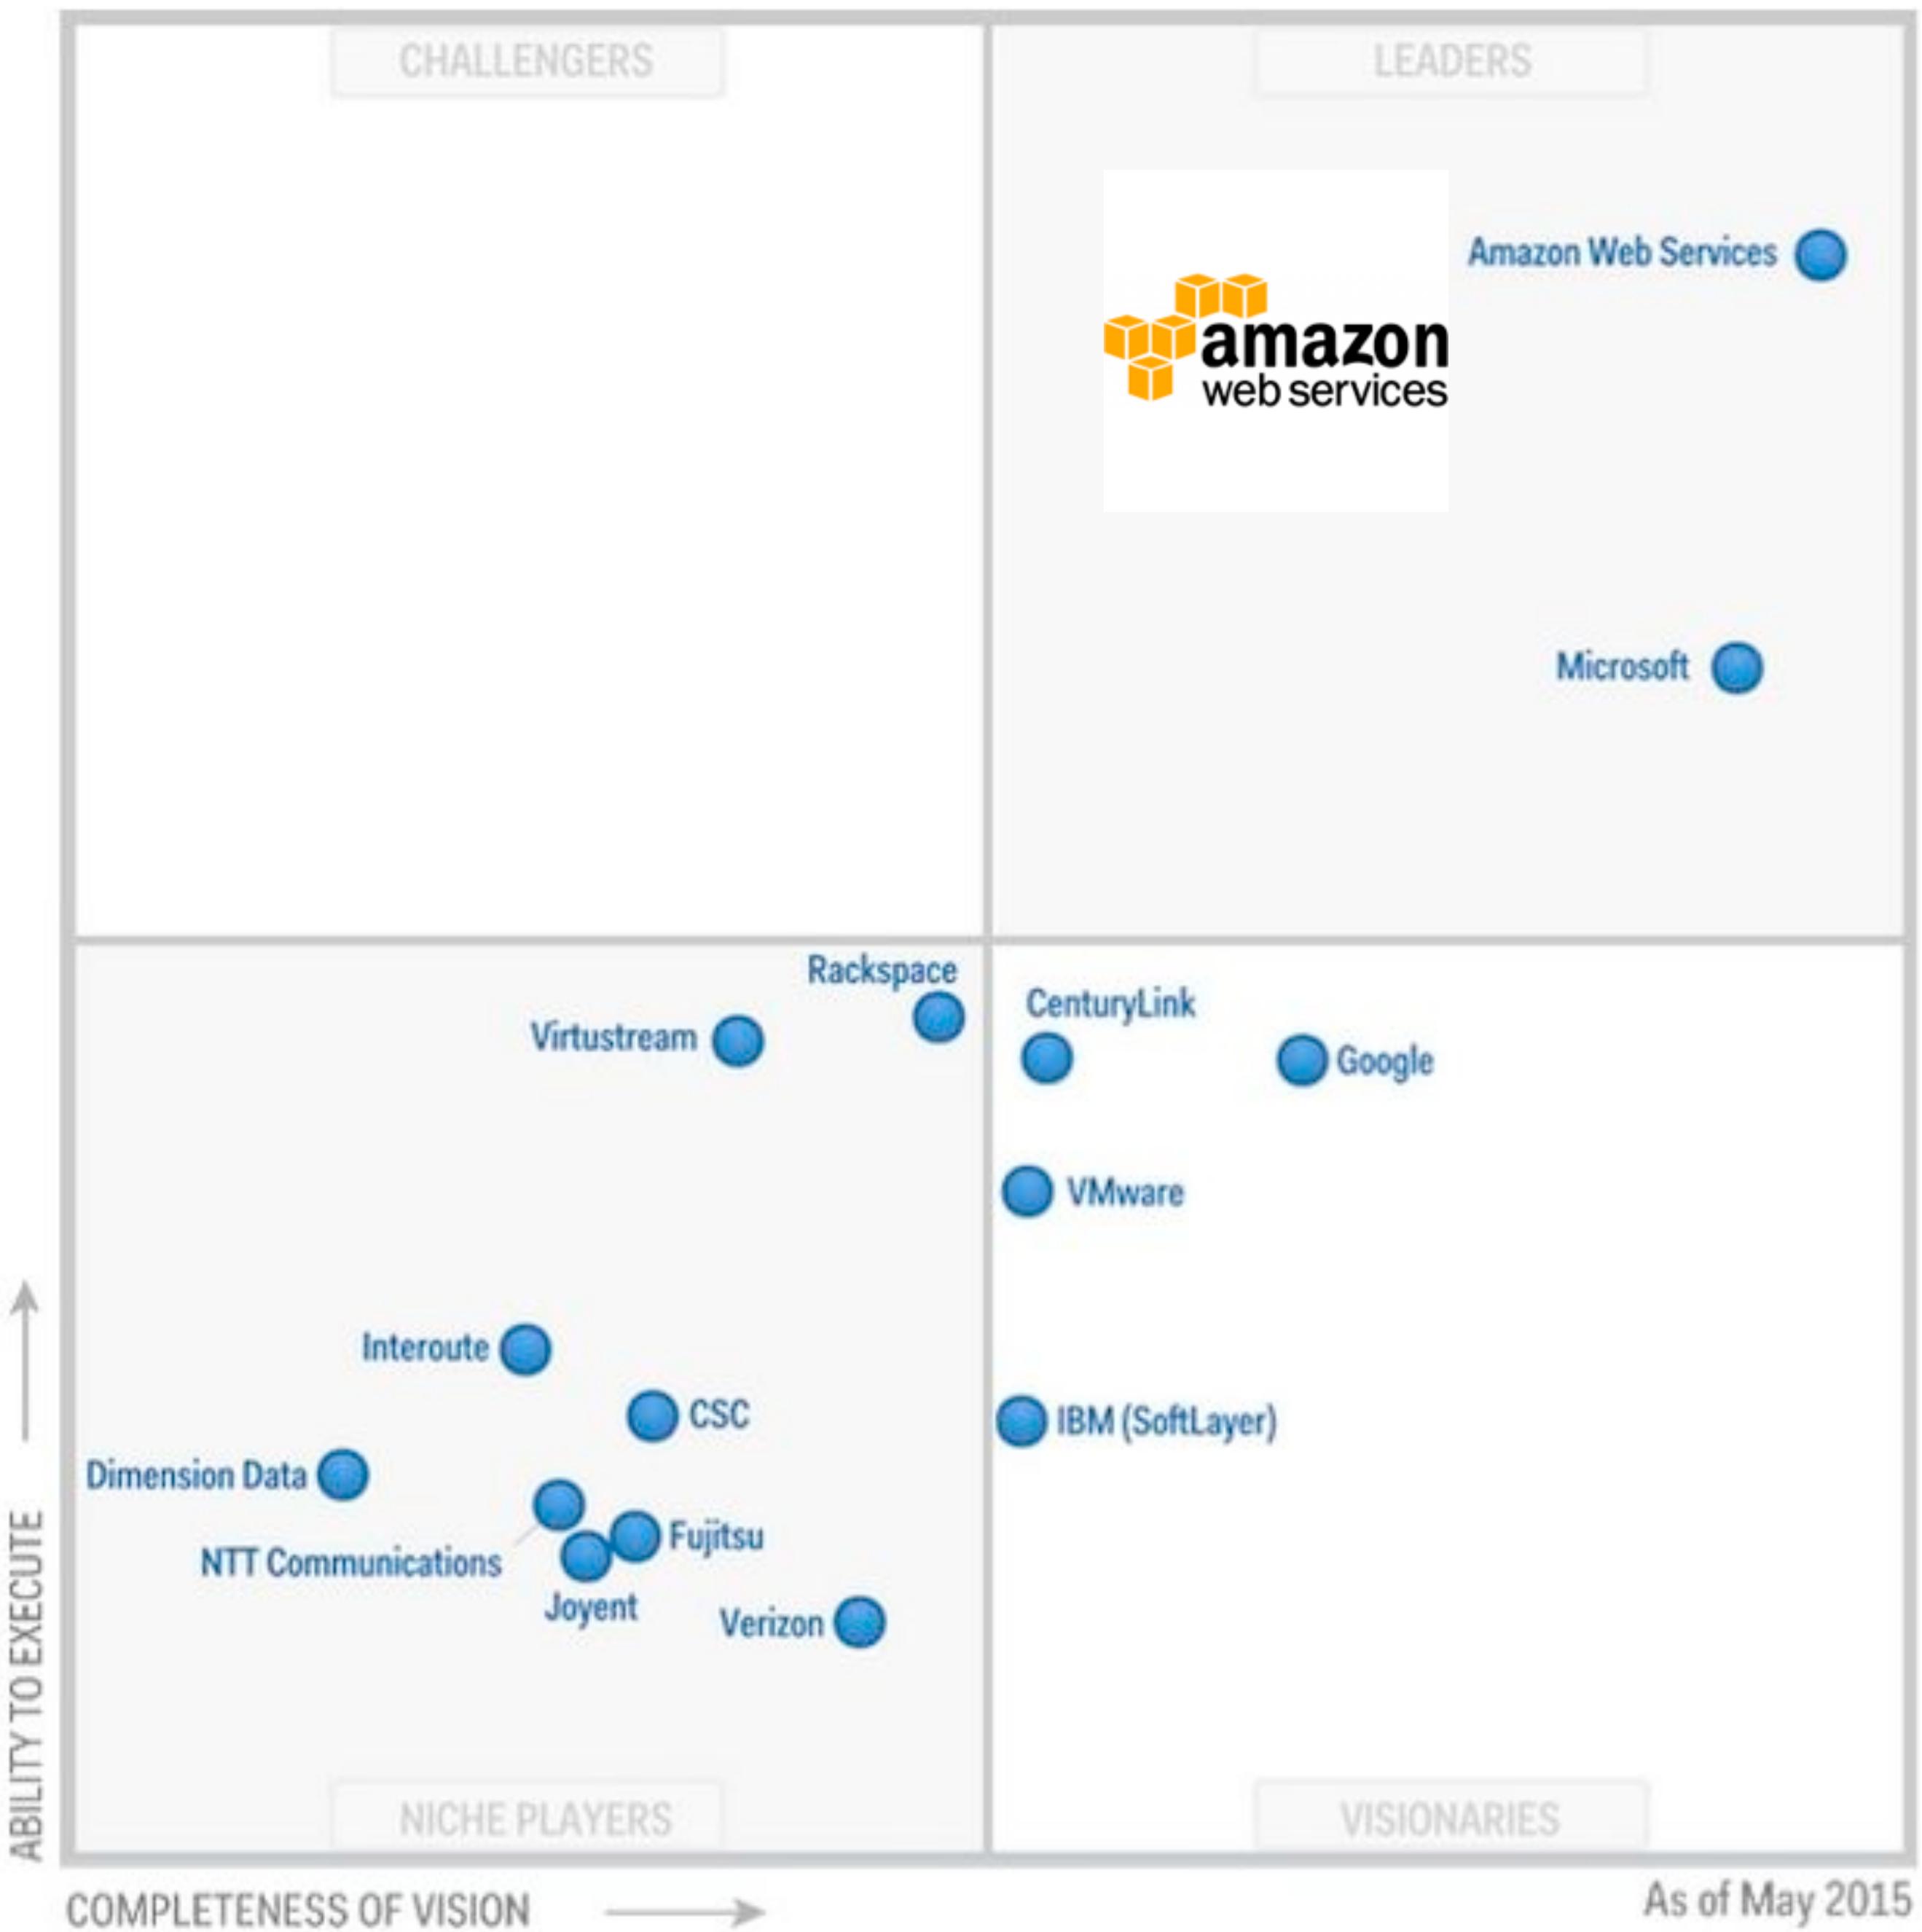 CHALLENGERS
LEADERS
Amazon Web Services
amazon
web services
Microsoft
Rackspace
CenturyLink
Virtustream
Google
VMware
Interoute
CSC
IBM (SoftLayer)
Dimension Data
Fujitsu
NTT Communications
Joyent
Verizon
ABILITY TO EXECUTE
NICHE PLAYERS
VISIONARIES
COMPLETENESS OF VISION
As of May 2015